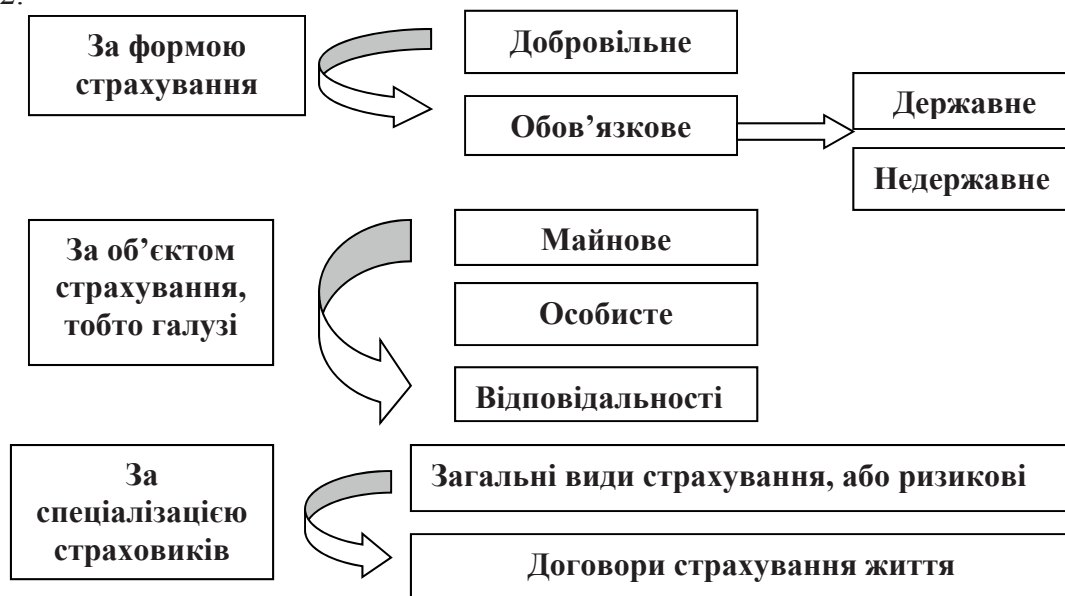 2.
За формою
страхування
Добровільне
Обов’язкове
Державне
Недержавне
За об’єктом
страхування,
тобто галузі
Майнове
Особисте
Відповідальності
За
спеціалізацією
страховиків
Загальні види страхування, або ризикові
Договори страхування життя